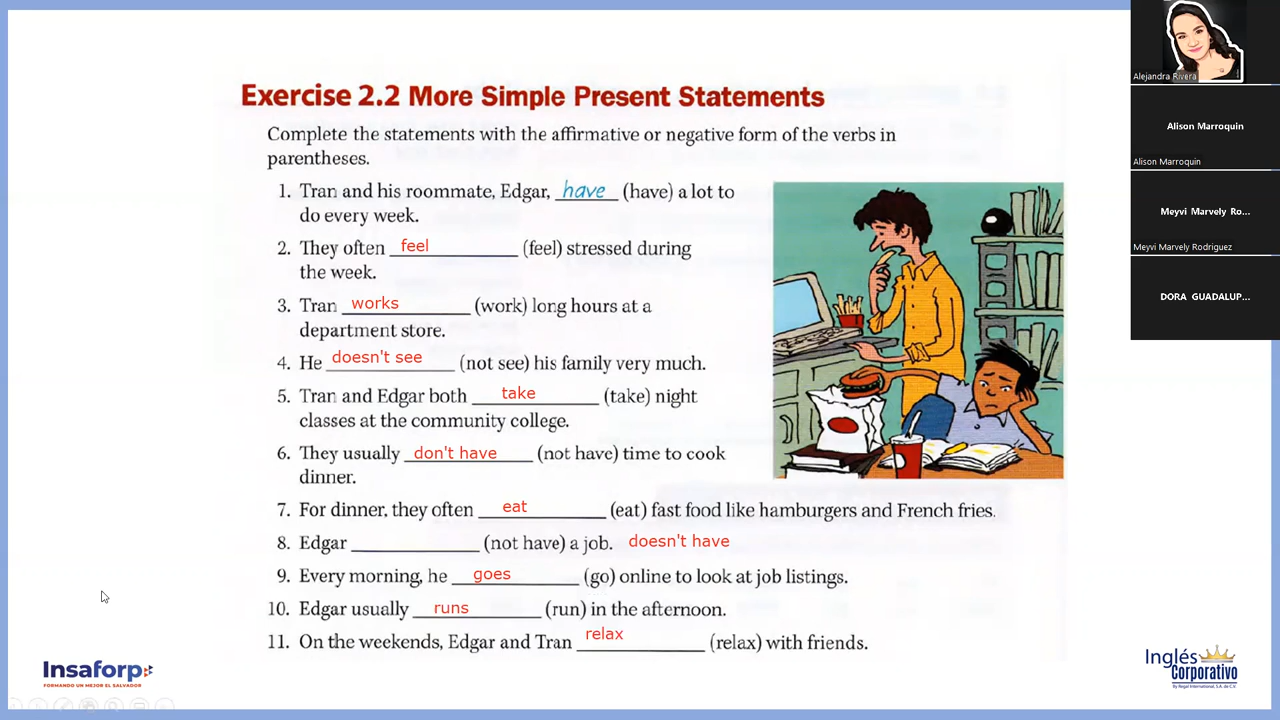 Exercise 2.2 More Simple Present Statements
Complete the statements with the affirmative or negative form of the verbs in
parentheses.
1. Tran and his roommate, Edgar, have (have) a lot to
do every week.
2. They often feel (feel) stressed during
the week.
3. Tran works (work) long hours at a
department store.
4. He doesn't see (not see) his family very much.
5. Tran and Edgar both take (take) night
classes at the community college.
6. They usually don't have (not have) time to cook
dinner.
7. For dinner, they often eat (eat) fast food like hamburgers and French fries.
8. Edgar ____________ (not have) a job. doesn't have
9. Every morning, he goes (go) online to look at job listings.
10. Edgar usually runs (run) in the afternoon.
11. On the weekends, Edgar and Tran relax (relax) with friends.
Insaforp
FORMANDO UN MEJOR EL SALVADOR
Inglés
Corporativo
By Regal International, S.A. de C.V.
Alejandra Rivera
Alison Marroquin
Alison Marroquin
Meyvi Marvely Ro...
Meyvi Marvely Rodriguez
DORA GUADALUP...